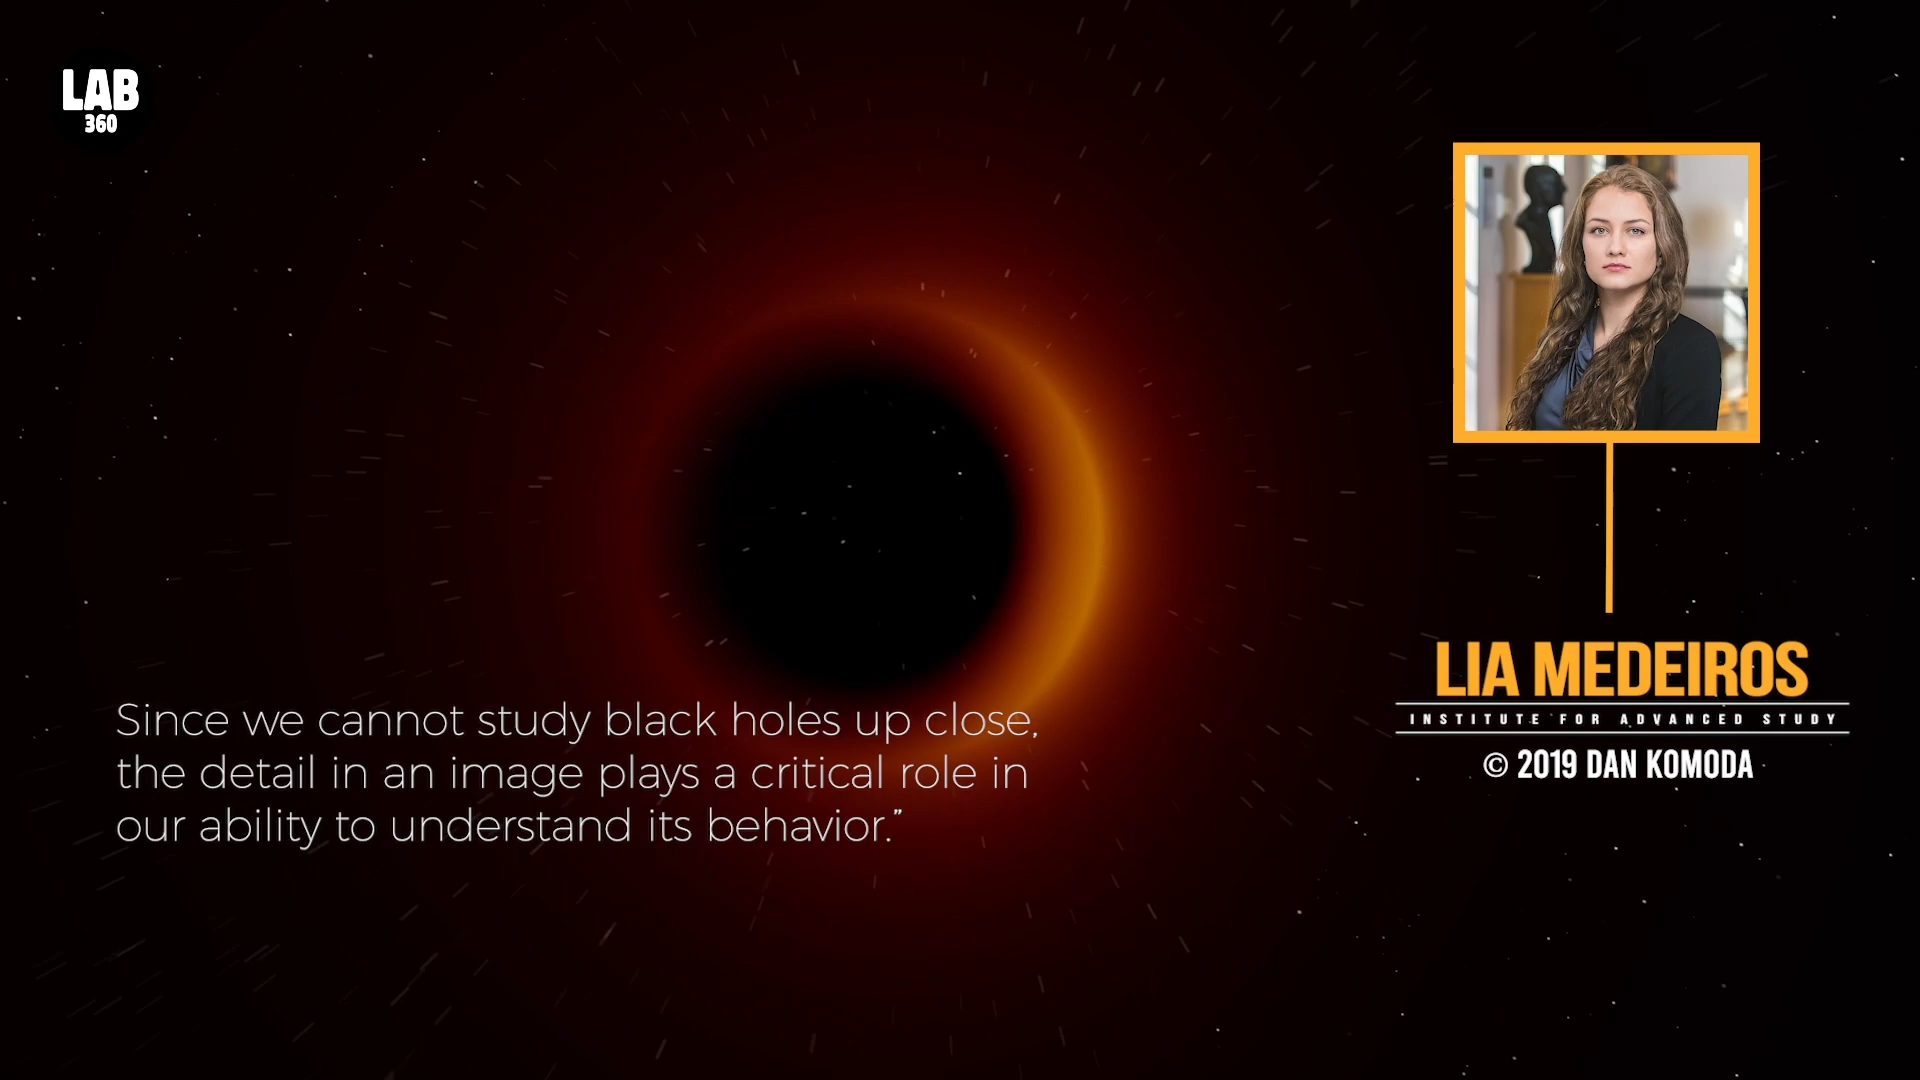 LAB
360
Since we cannot study black holes up close,
the detail in an image plays a critical role in
our ability to understand its behavior.”
LIA MEDEIROS
INSTITUTE FOR ADVANCED STUDY
© 2019 DAN KOMODA